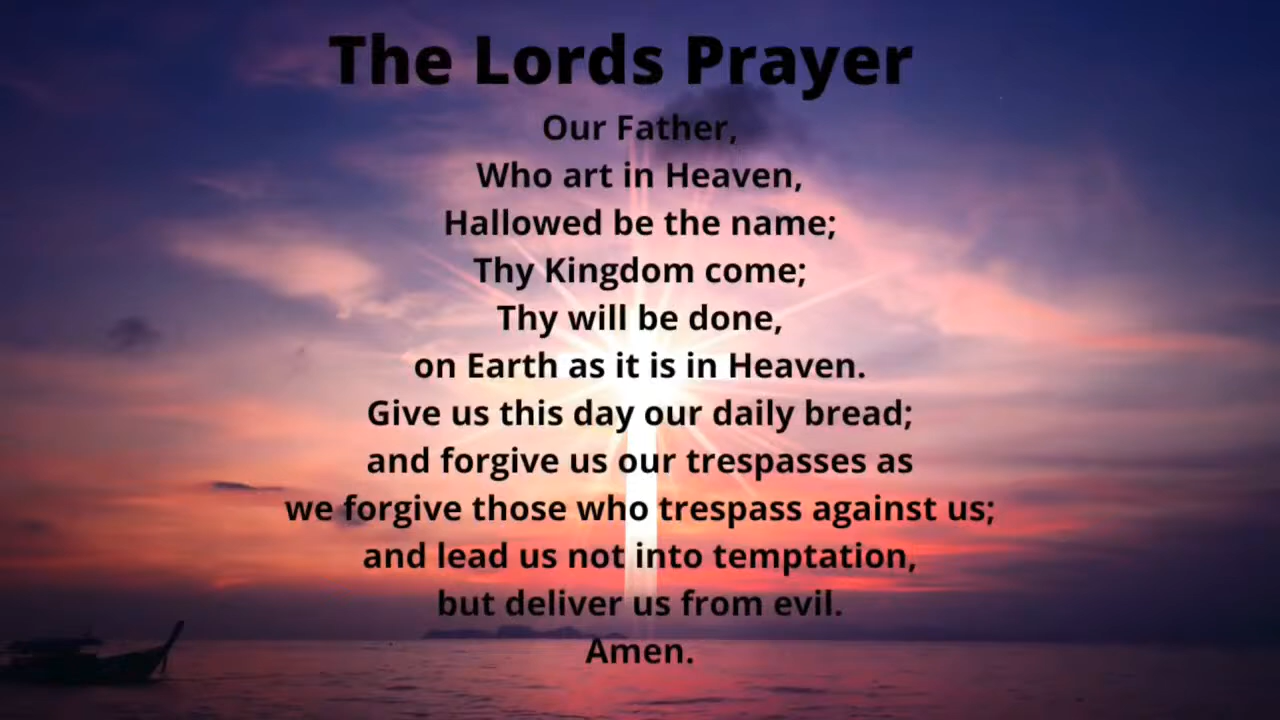 The Lords Prayer
Our Father,
Who art in Heaven,
Hallowed be the name;
Thy Kingdom come;
Thy will be done,
on Earth as it is in Heaven.
Give us this day our daily bread;
and forgive us our trespasses as
we forgive those who trespass against us;
and lead us not into temptation,
but deliver us from evil.
Amen.